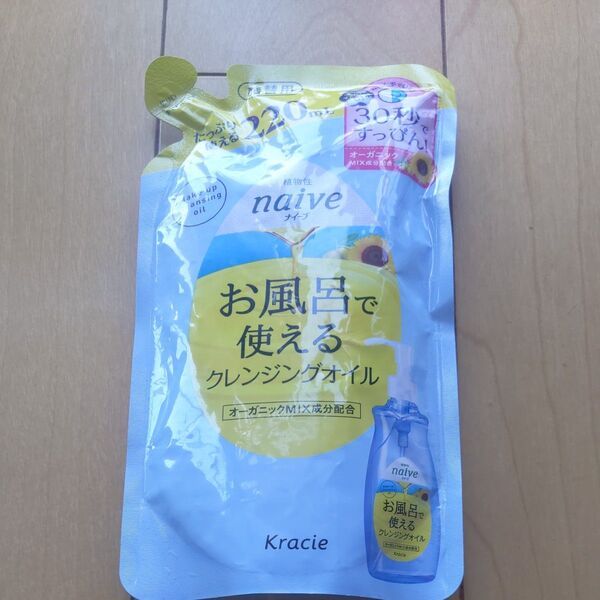 詰替用
たっぷり
使える220mL
30秒で
すっぴん!
オーガニック
MIX成分配合
make up
cleansing
oil
植物性
naive
ナイーブ
お風呂で
使える
クレンジングオイル
オーガニックMIX成分配合
naive
お風呂で
使える
クレンジングオイル
Kracie